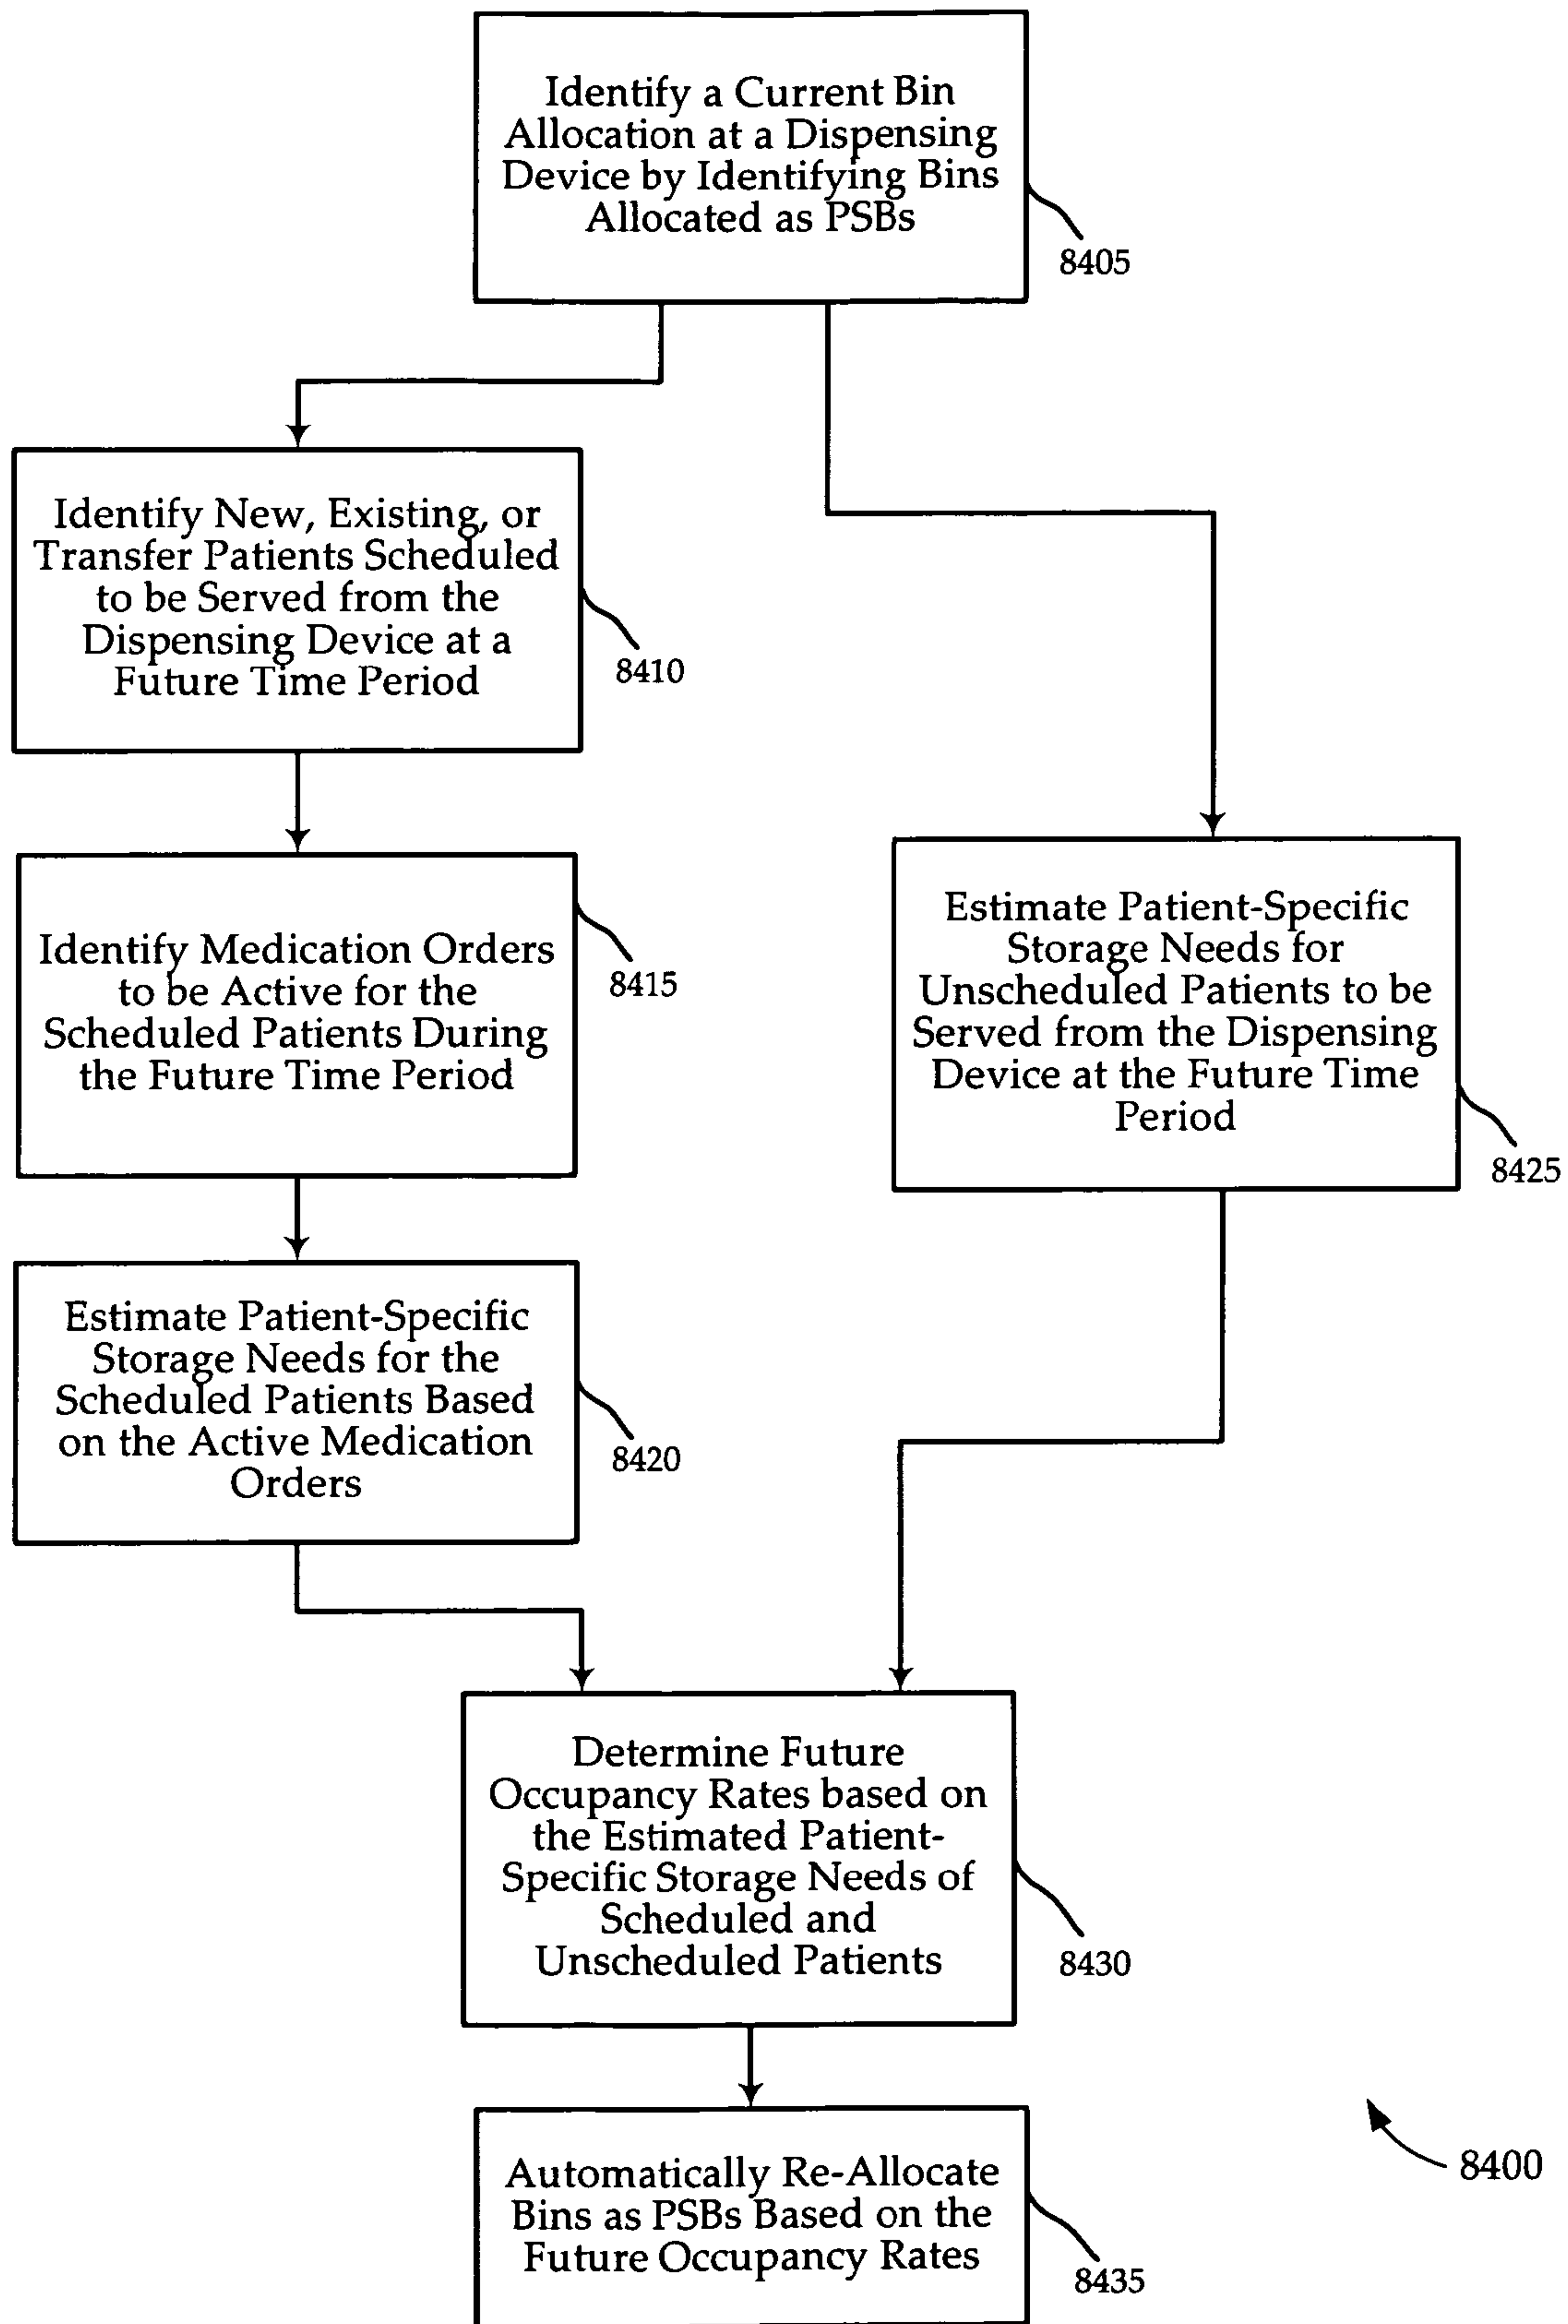 Identify a Current Bin
Allocation at a Dispensing
Device by Identifying Bins
Allocated as PSBs
8405
Identify New, Existing, or
Transfer Patients Scheduled
to be Served from the
Dispensing Device at a
Future Time Period
8410
Identify Medication Orders
to be Active for the
Scheduled Patients During
the Future Time Period
8415
Estimate Patient-Specific
Storage Needs for
Unscheduled Patients to be
Served from the Dispensing
Device at the Future Time
Period
8425
Estimate Patient-Specific
Storage Needs for the
Scheduled Patients Based
on the Active Medication
Orders
8420
Determine Future
Occupancy Rates based on
the Estimated Patient-
Specific Storage Needs of
Scheduled and
Unscheduled Patients
8430
Automatically Re-Allocate
Bins as PSBs Based on the
Future Occupancy Rates
8435
8400